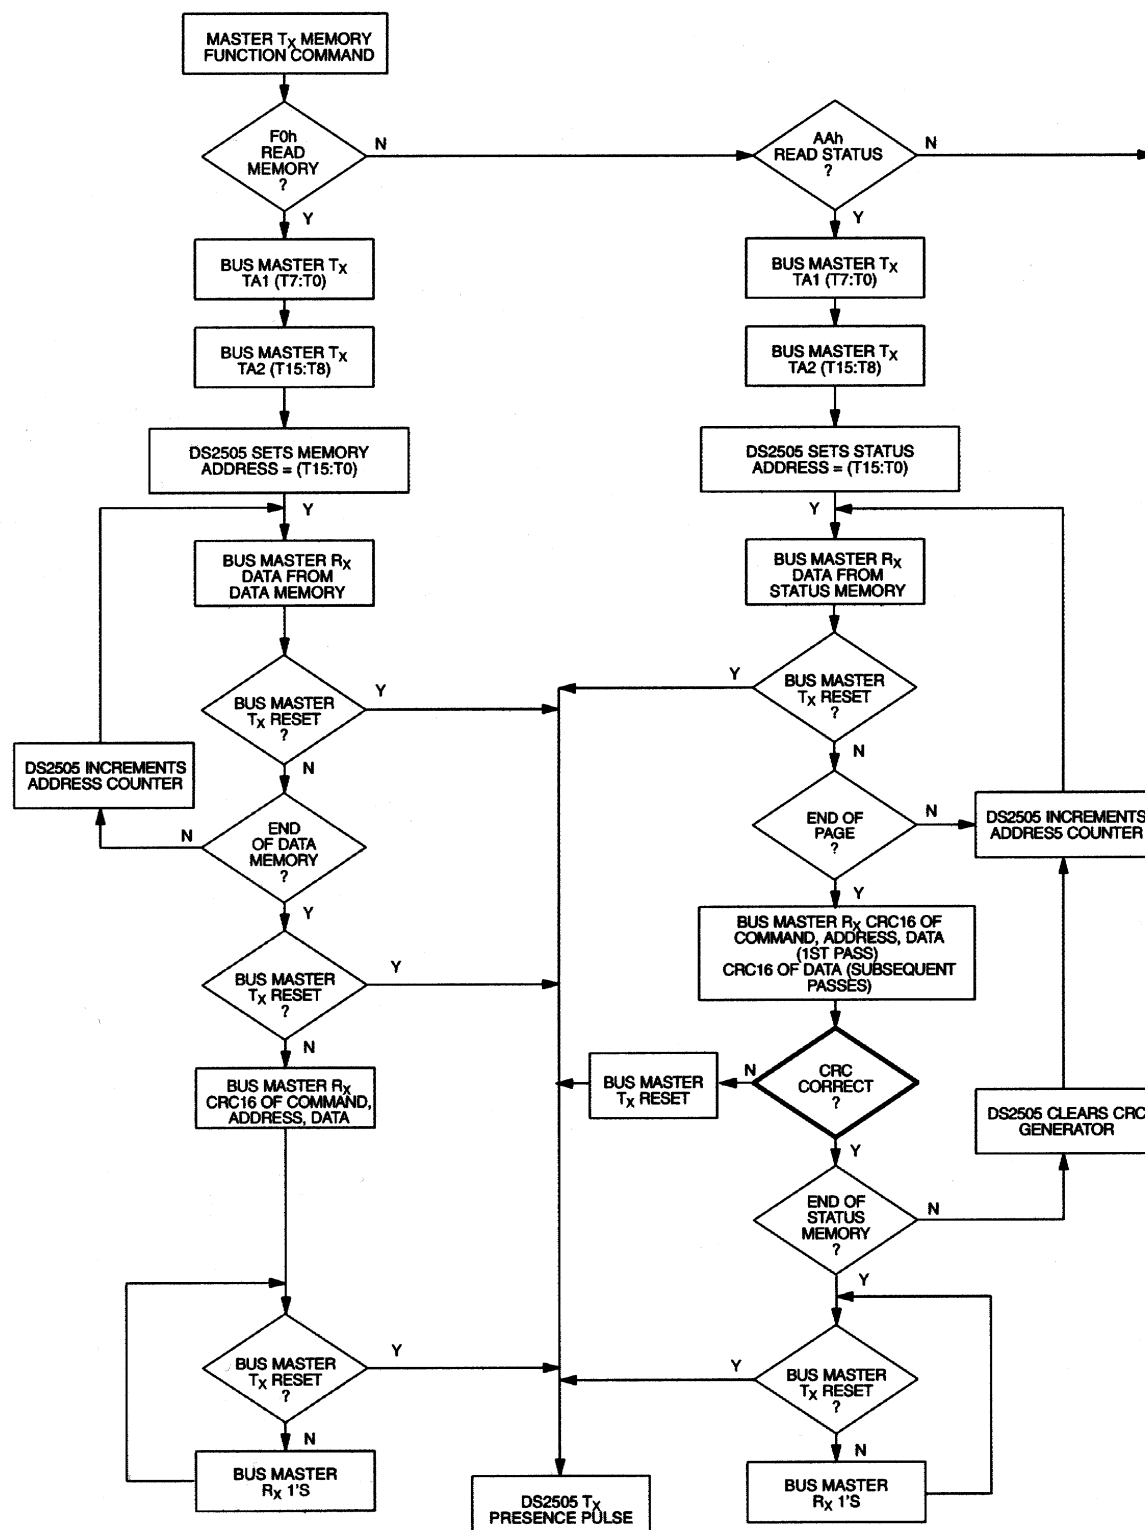 MASTER TX MEMORY
FUNCTION COMMAND
F0h
READ
MEMORY
?
N
Y
BUS MASTER TX
TA1 (T7:T0)
BUS MASTER TX
TA2 (T15:T8)
DS2505 SETS MEMORY
ADDRESS = (T15:T0)
Y
BUS MASTER RX
DATA FROM
DATA MEMORY
BUS MASTER
TX RESET
?
Y
N
DS2505 INCREMENTS
ADDRESS COUNTER
END
OF DATA
MEMORY
?
N
Y
BUS MASTER
TX RESET
?
Y
N
BUS MASTER RX
CRC16 OF COMMAND,
ADDRESS, DATA
BUS MASTER
TX RESET
?
Y
N
BUS MASTER
RX 1'S
DS2505 TX
PRESENCE PULSE
AAh
READ STATUS
?
N
Y
BUS MASTER TX
TA1 (T7:T0)
BUS MASTER TX
TA2 (T15:T8)
DS2505 SETS STATUS
ADDRESS = (T15:T0)
Y
BUS MASTER RX
DATA FROM
STATUS MEMORY
BUS MASTER
TX RESET
?
Y
N
END OF
PAGE
?
N
Y
DS2505 INCREMENTS
ADDRES5 COUNTER
BUS MASTER RX CRC16 OF
COMMAND, ADDRESS, DATA
(1ST PASS)
CRC16 OF DATA (SUBSEQUENT
PASSES)
CRC
CORRECT
?
N
Y
BUS MASTER
TX RESET
DS2505 CLEARS CRC
GENERATOR
END OF
STATUS
MEMORY
?
N
Y
BUS MASTER
TX RESET
?
Y
N
BUS MASTER
RX 1'S